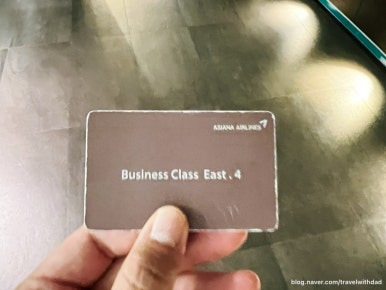 ASIANA AIRLINES
Business Class East . 4
blog.naver.com/travelwithdad